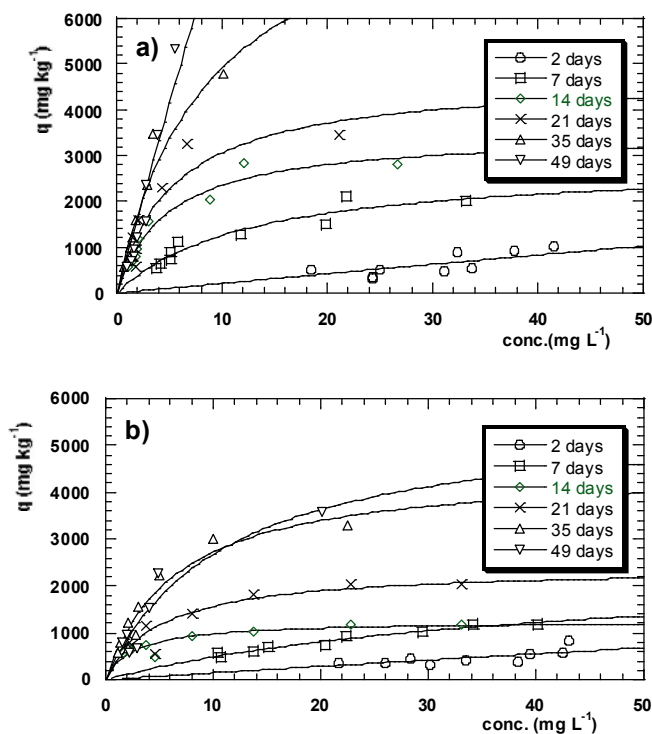 a)
q (mg kg⁻¹)
6000
5000
4000
3000
2000
1000
0
2 days
7 days
14 days
21 days
35 days
49 days
0 10 20 30 40 50
conc.(mg L⁻¹)
b)
q (mg kg⁻¹)
6000
5000
4000
3000
2000
1000
0
2 days
7 days
14 days
21 days
35 days
49 days
0 10 20 30 40 50
conc. (mg L⁻¹)